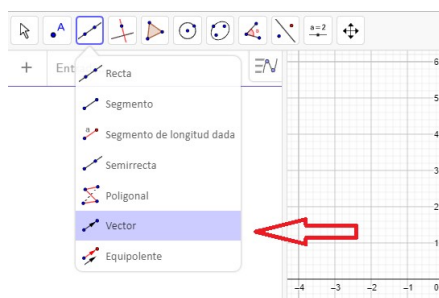 A
a=2
+ Ent
Recta
Segmento
a
Segmento de longitud dada
Semirrecta
Poligonal
Vector
Equipolente
6
5
4
3
2
1
-4 -3 -2 -1 0